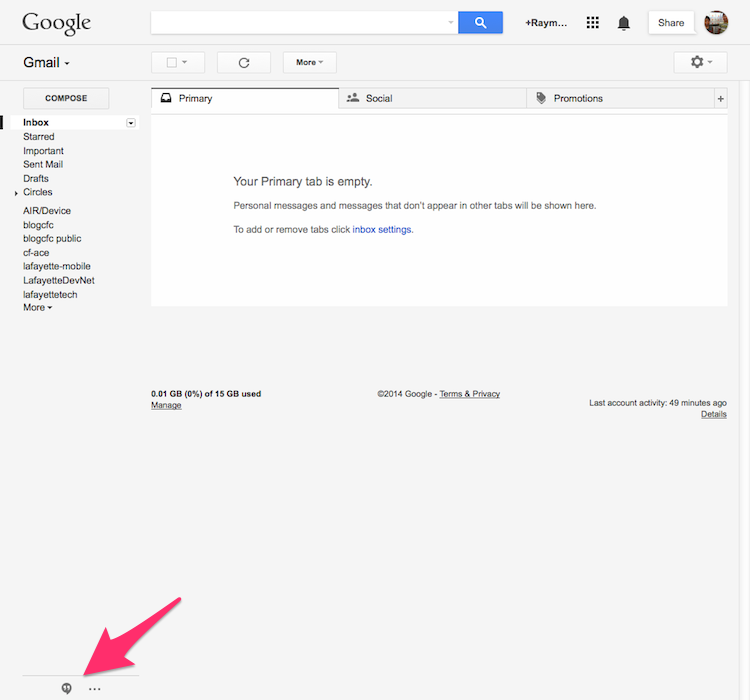 Google
+Raym...
Share
Gmail
More
COMPOSE
Primary
Social
Promotions
+
Inbox
Starred
Important
Sent Mail
Drafts
Circles
AIR/Device
blogcfc
blogcfc public
cf-ace
lafayette-mobile
LafayetteDevNet
lafayettetech
More
Your Primary tab is empty.
Personal messages and messages that don't appear in other tabs will be shown here.
To add or remove tabs click inbox settings.
0.01 GB (0%) of 15 GB used
Manage
©2014 Google - Terms & Privacy
Last account activity: 49 minutes ago
Details